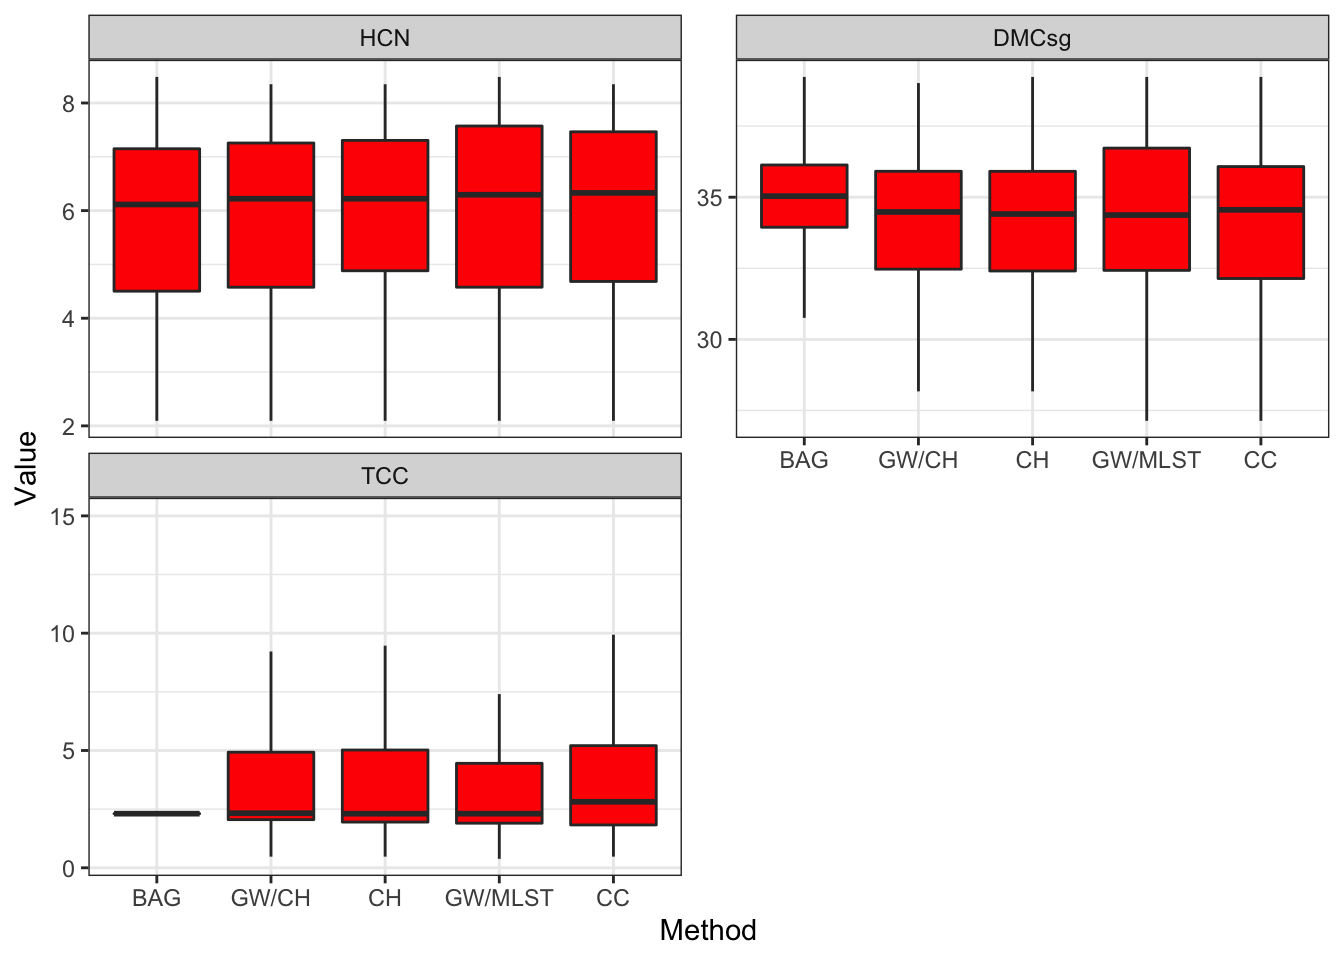 HCN
8
6
4
2
DMCsg
35
30
BAG GW/CH CH GW/MLST CC
Value
TCC
15
10
5
0
BAG GW/CH CH GW/MLST CC
Method